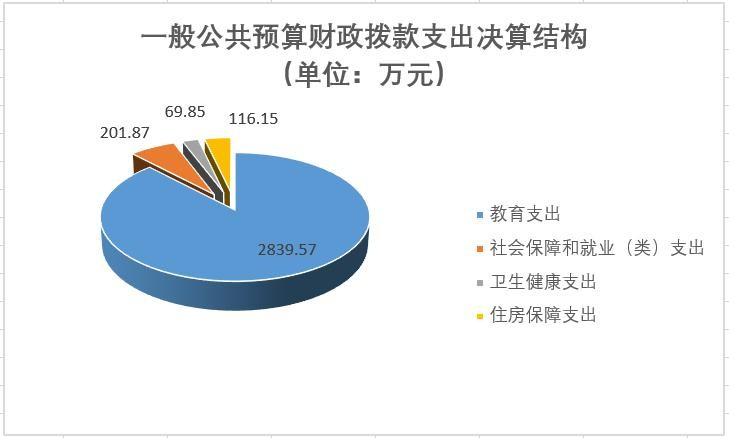 一般公共预算财政拨款支出决算结构
（单位：万元）
69.85
116.15
201.87
2839.57
教育支出
社会保障和就业（类）支出
卫生健康支出
住房保障支出